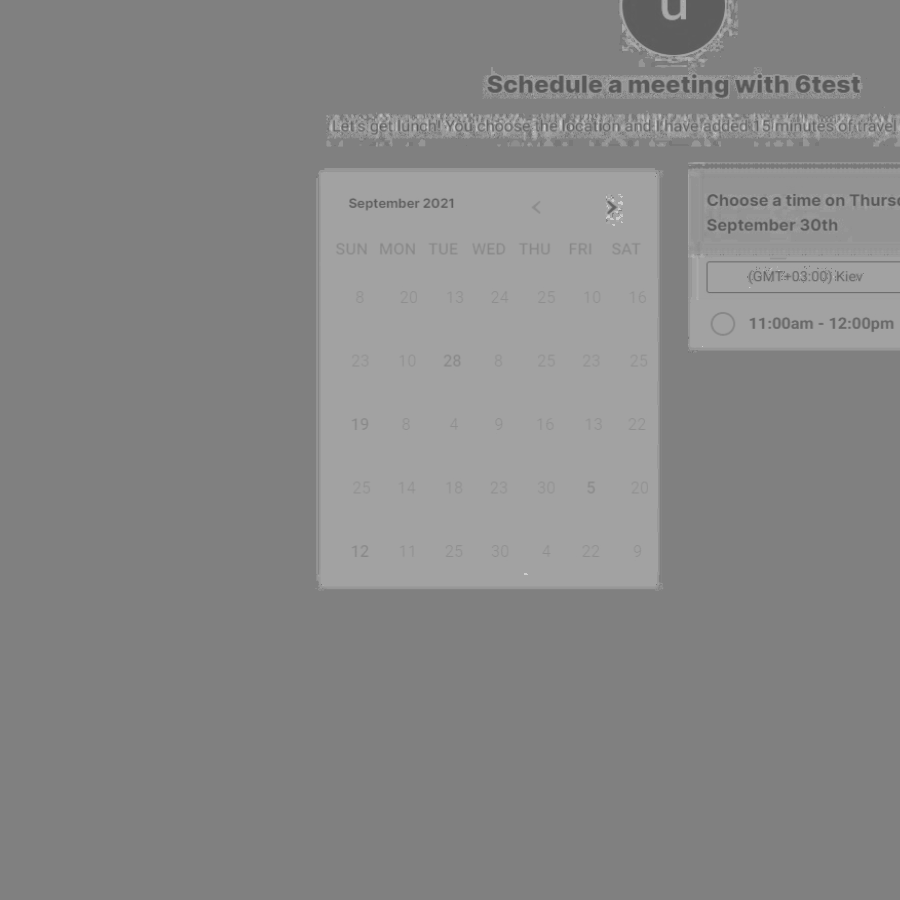 u
Schedule a meeting with 6test
Let's get lunch! You choose the location and I have added 15 minutes of travel
September 2021
SUN MON TUE WED THU FRI SAT
8 20 13 24 25 10 16
23 10 28 8 25 23 25
19 8 4 9 16 13 22
25 14 18 23 30 5 20
12 11 25 30 4 22 9
Choose a time on Thurs
September 30th
(GMT+03:00) Kiev
11:00am - 12:00pm